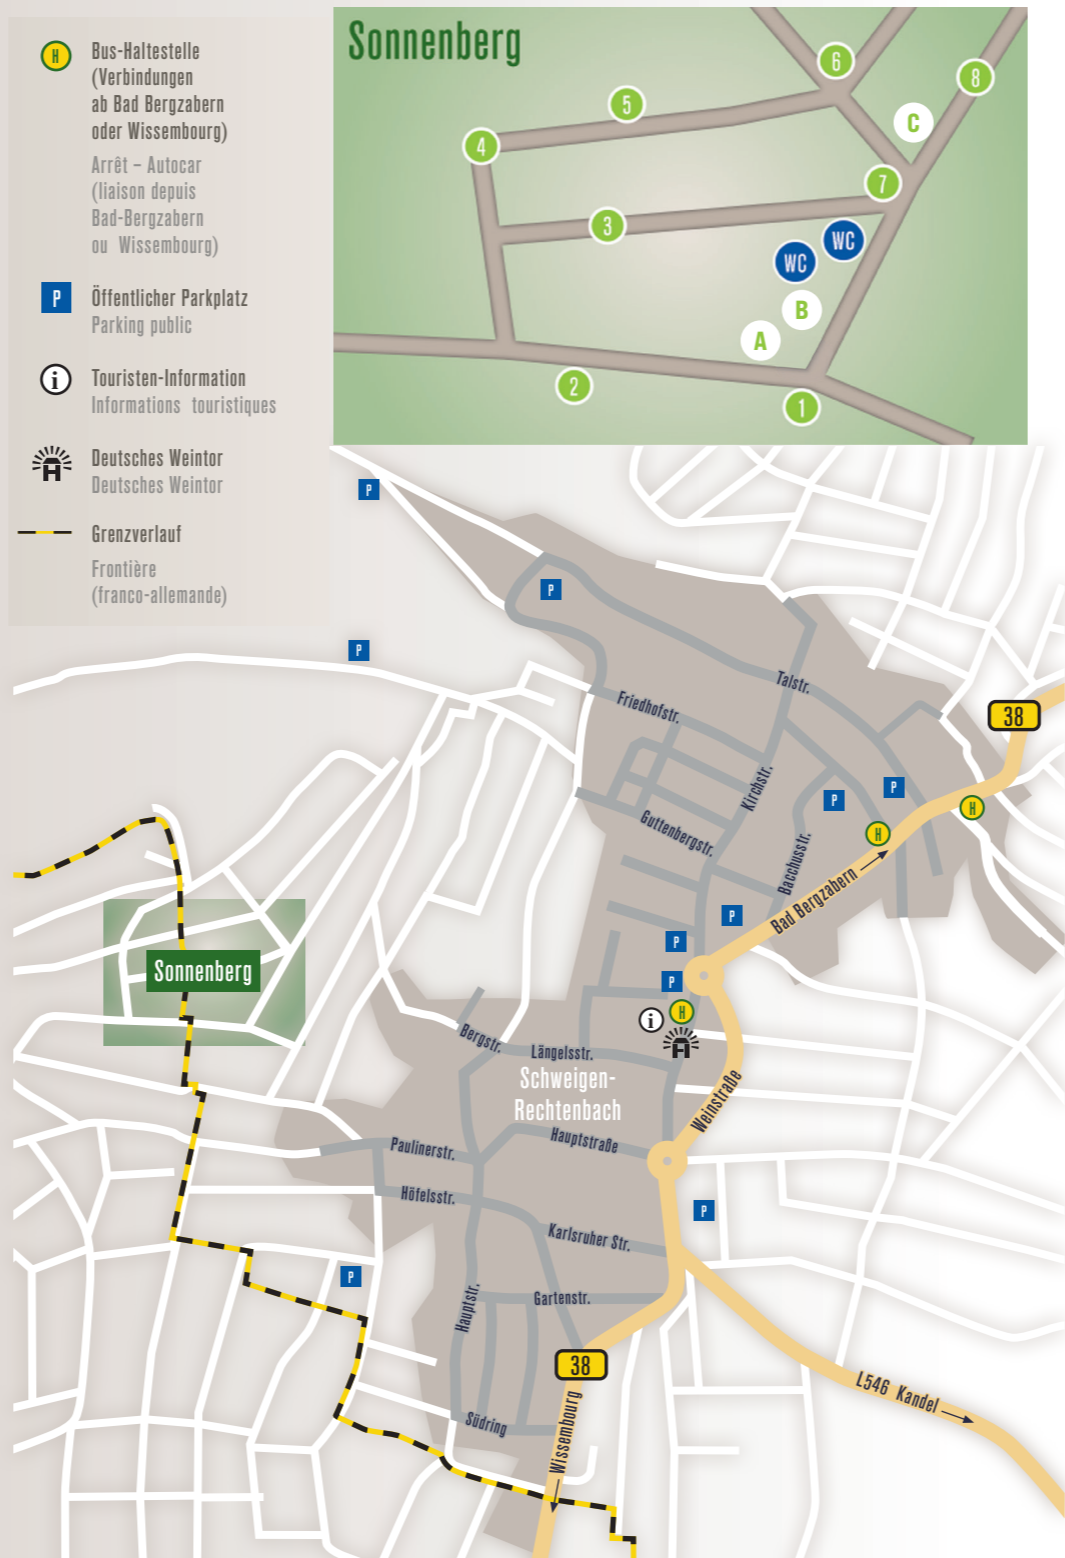 H
Bus-Haltestelle
(Verbindungen
ab Bad Bergzabern
oder Wissembourg)
Arrêt – Autocar
(liaison depuis
Bad-Bergzabern
ou Wissembourg)
P
Öffentlicher Parkplatz
Parking public
i
Touristen-Information
Informations touristiques
Deutsches Weintor
Deutsches Weintor
Grenzverlauf
Frontière
(franco-allemande)
Sonnenberg
6
8
5
C
4
7
3
WC
WC
B
A
2
1
P
P
P
Talstr.
Friedhofstr.
38
Kirchstr.
P
P
H
Guttenbergstr.
H
Bacchusstr.
Bad Bergzabern
P
P
Sonnenberg
P
H
i
Bergstr.
Längelsstr.
Schweigen-
Rechtenbach
Weinstraße
Hauptstraße
Paulinerstr.
Höfelsstr.
P
Karlsruher Str.
P
Hauptstr.
Gartenstr.
38
L546 Kandel
Südring
Wissembourg